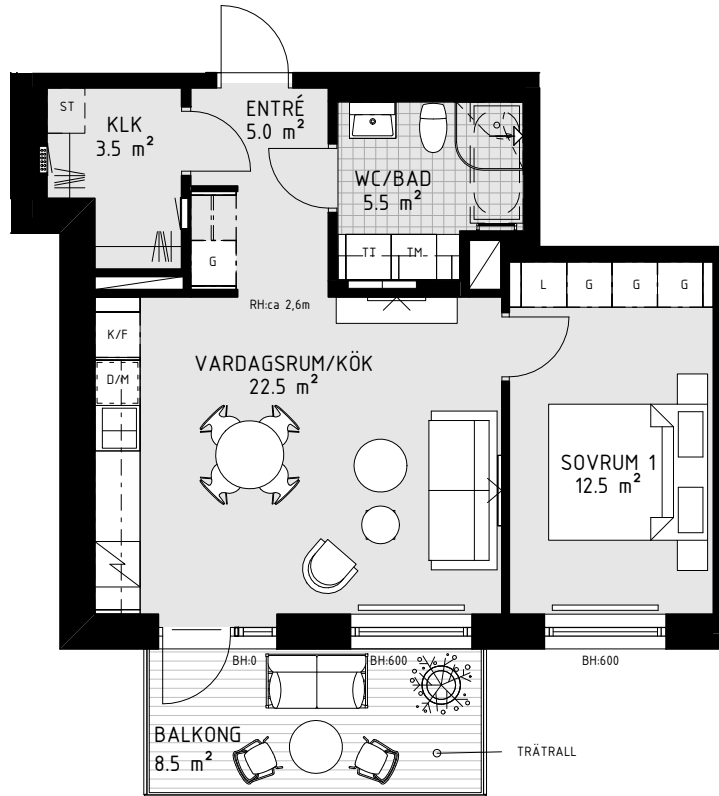 ST
KLK
3.5 m²
ENTRÉ
5.0 m²
WC/BAD
5.5 m²
TT
TM
G
L
G
G
G
RH:ca 2,6m
K/F
D/M
VARDAGSRUM/KÖK
22.5 m²
SOVRUM 1
12.5 m²
BH:0
BH:600
BH:600
BALKONG
8.5 m²
TRÄTRALL